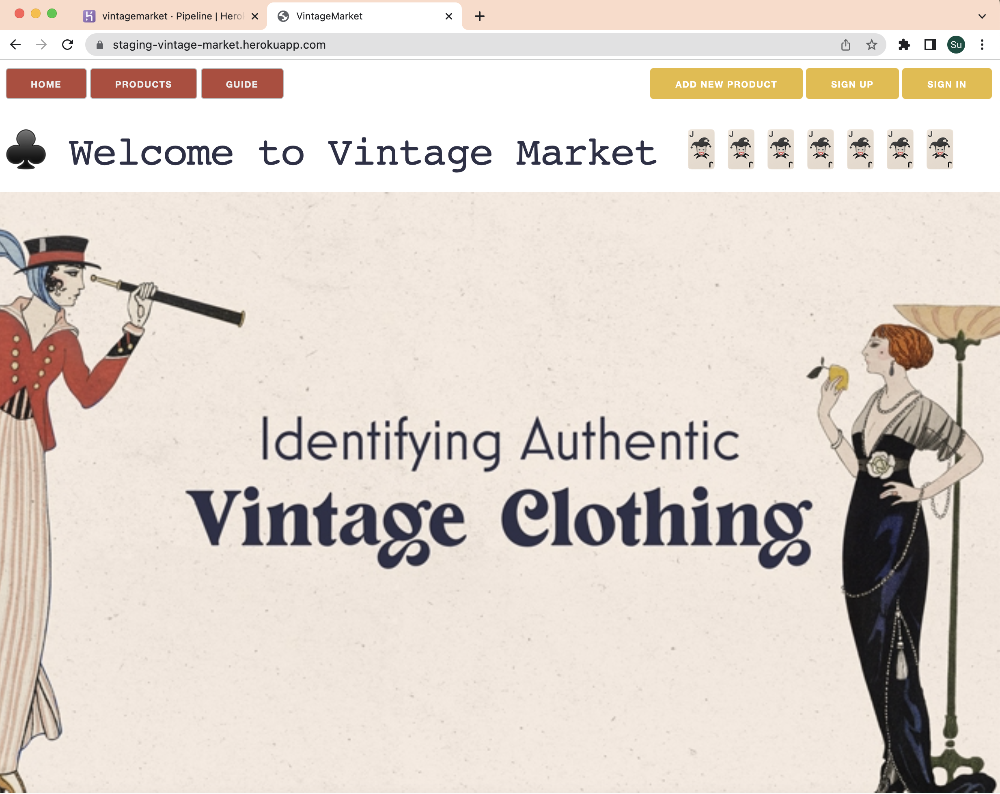 vintagemarket · Pipeline | Hero
VintageMarket
staging-vintage-market.herokuapp.com
Su
HOME
PRODUCTS
GUIDE
ADD NEW PRODUCT
SIGN UP
SIGN IN
♣️ Welcome to Vintage Market 🃏 🃏 🃏 🃏 🃏 🃏 🃏
Identifying Authentic
Vintage Clothing